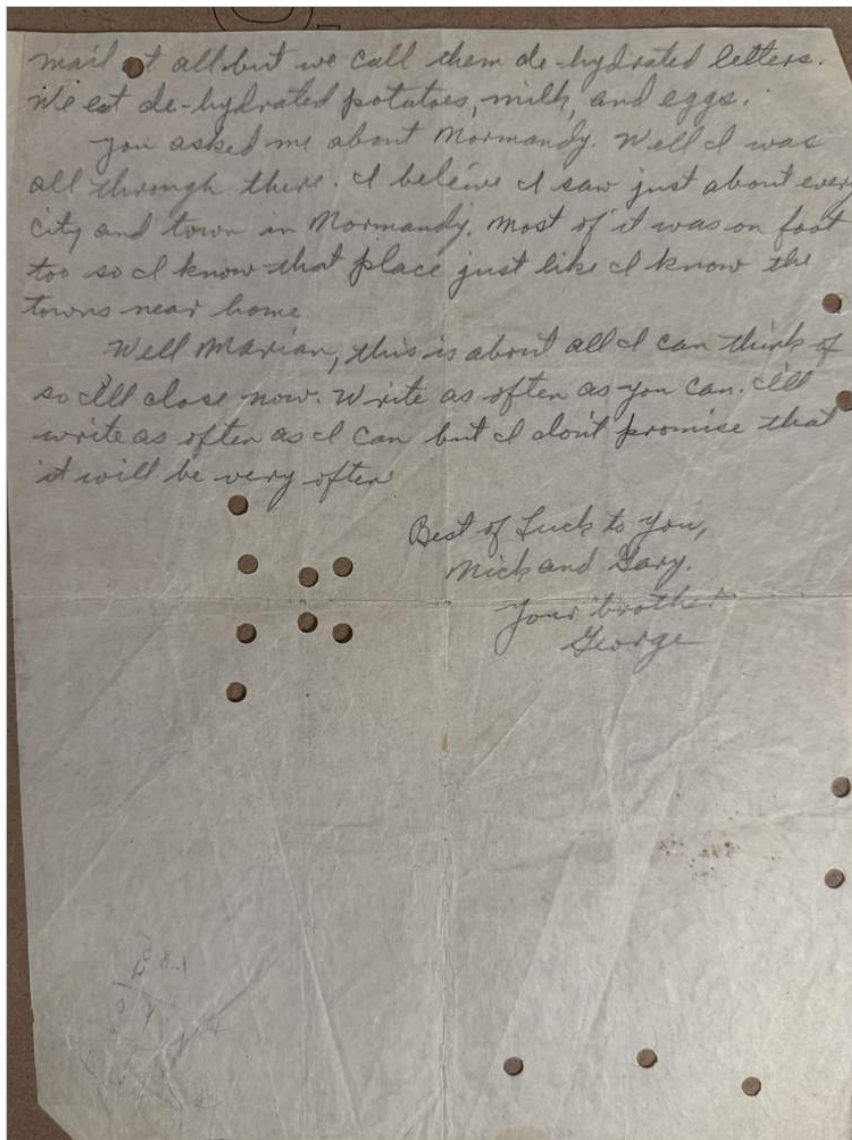 mail at all but we call them de-hydrated letters.
We eat de-hydrated potatoes, milk, and eggs.
You asked me about Normandy. Well I was
all through there. I beleive I saw just about every
city and town in Normandy. Most of it was on foot
too so I know that place just like I know the
towns near home.
Well Marian, this is about all I can think of
so I'll close now. Write as often as you can. I'll
write as often as I can but I don't promise that
it will be very often
Best of Luck to You,
Nick and Gary.
Your brother
George